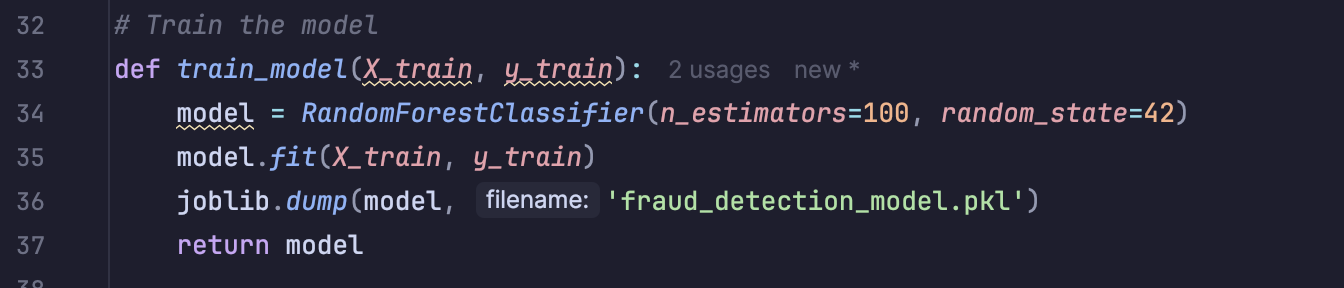 32 # Train the model
33 def train_model(X_train, y_train): 2 usages new *
34 model = RandomForestClassifier(n_estimators=100, random_state=42)
35 model.fit(X_train, y_train)
36 joblib.dump(model, filename: 'fraud_detection_model.pkl')
37 return model
38